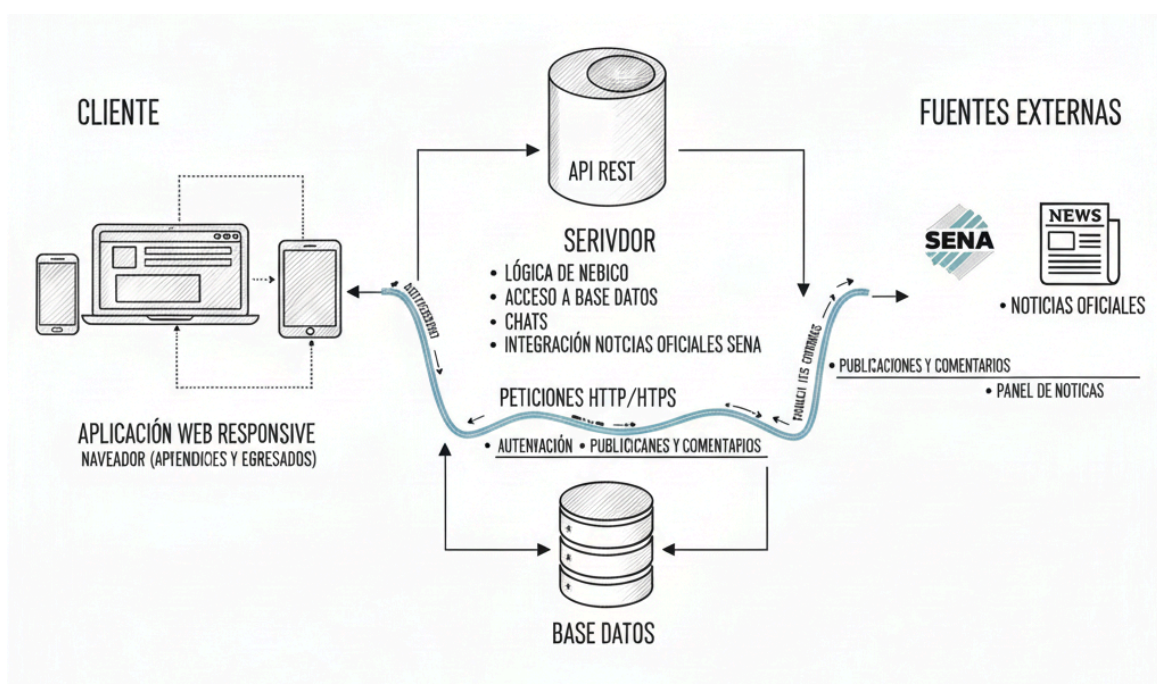 CLIENTE
FUENTES EXTERNAS
API REST
SERIVDOR
• LÓGICA DE NEBICO
• ACCESO A BASE DATOS
• CHATS
• INTEGRACIÓN NOTCIAS OFICIALES SENA
SENA
NEWS
• NOTICIAS OFICIALES
• PUBLICACIONES Y COMENTARIOS
• PANEL DE NOTICAS
PETICIONES HTTP/HTPS
• AUTENVACIÓN • PUBLICICANES Y COMENTAPIOS
APLICACIÓN WEB RESPONSIVE
NAVEADOR (APTENDICES Y EGRESADOS)
BASE DATOS